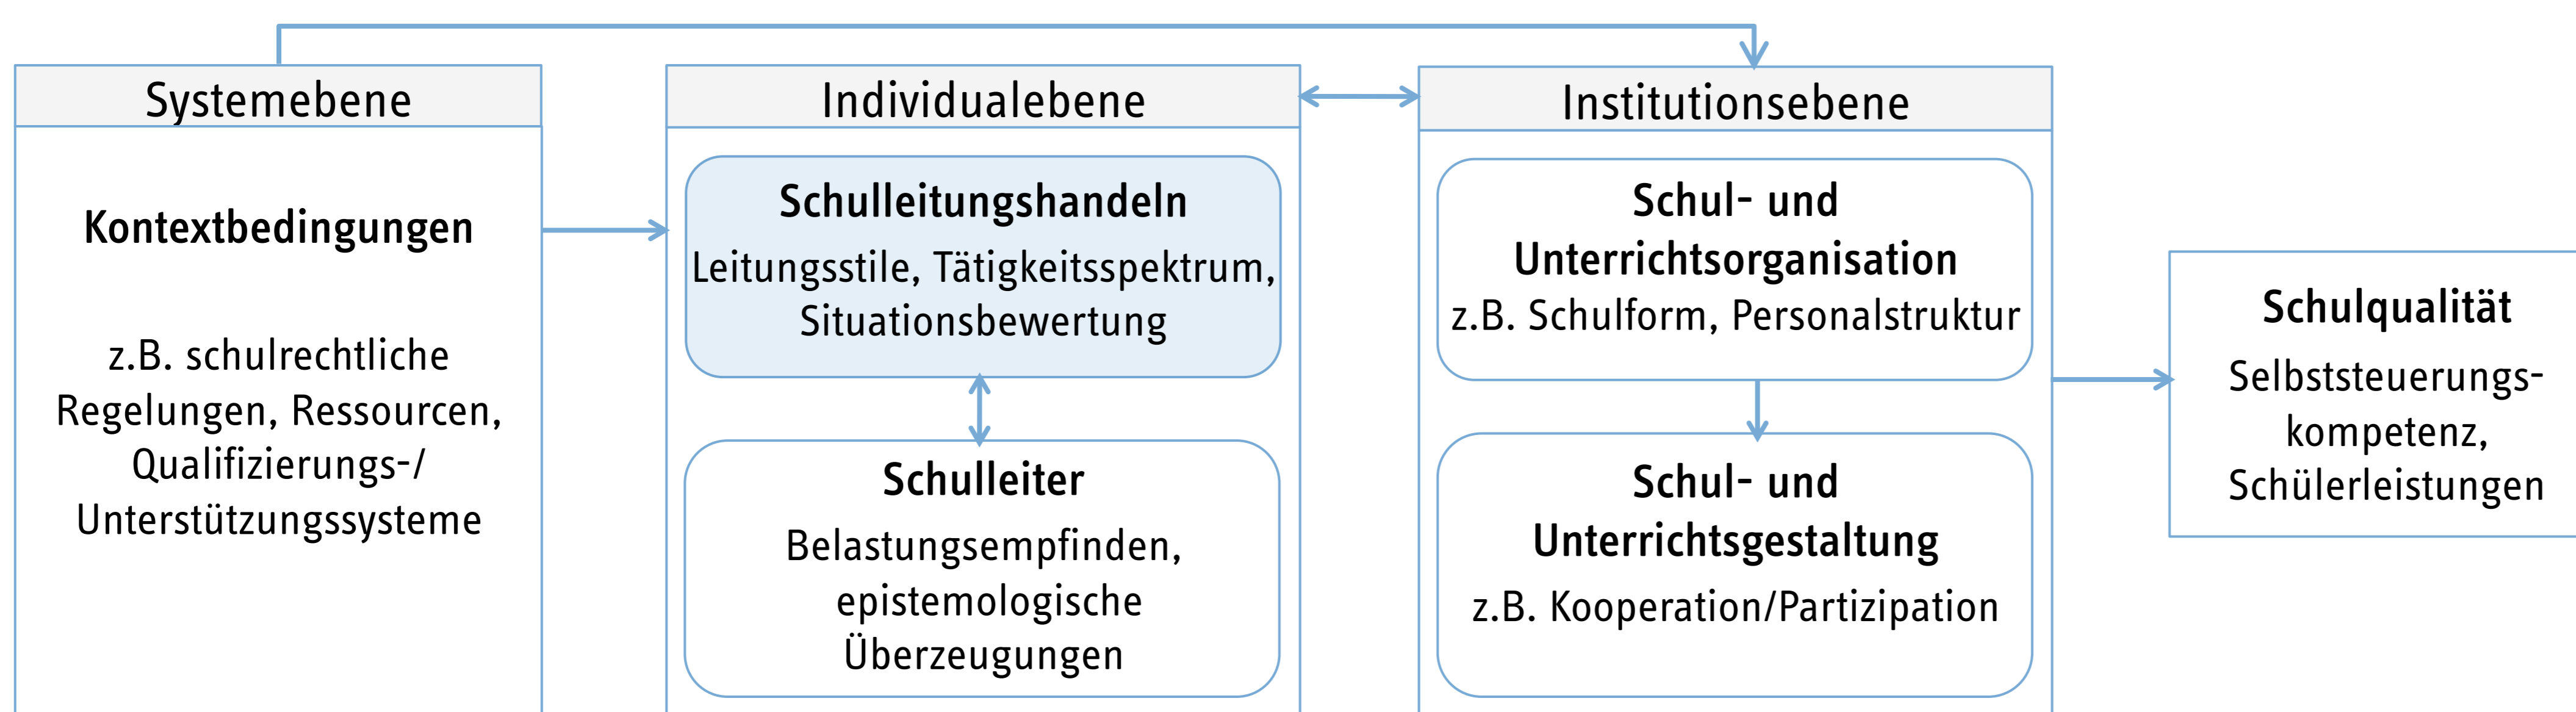 Systemebene
Kontextbedingungen
z.B. schulrechtliche
Regelungen, Ressourcen,
Qualifizierungs-/
Unterstützungssysteme
Individualebene
Schulleitungshandeln
Leitungsstile, Tätigkeitsspektrum,
Situationsbewertung
Schulleiter
Belastungsempfinden,
epistemologische
Überzeugungen
Institutionsebene
Schul- und
Unterrichtsorganisation
z.B. Schulform, Personalstruktur
Schul- und
Unterrichtsgestaltung
z.B. Kooperation/Partizipation
Schulqualität
Selbststeuerungs-
kompetenz,
Schülerleistungen